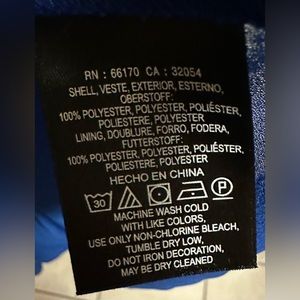 RN : 66170 CA : 32054
SHELL, VESTE, EXTERIOR, ESTERNO,
OBERSTOFF:
100% POLYESTER, POLYESTER, POLIÉSTER,
POLIESTERE, POLYESTER
LINING, DOUBLURE, FORRO, FODERA,
FUTTERSTOFF:
100% POLYESTER, POLYESTER, POLIÉSTER,
POLIESTERE, POLYESTER
HECHO EN CHINA
30 P
MACHINE WASH COLD
WITH LIKE COLORS,
USE ONLY NON-CHLORINE BLEACH,
TUMBLE DRY LOW,
DO NOT IRON DECORATION,
MAY BE DRY CLEANED